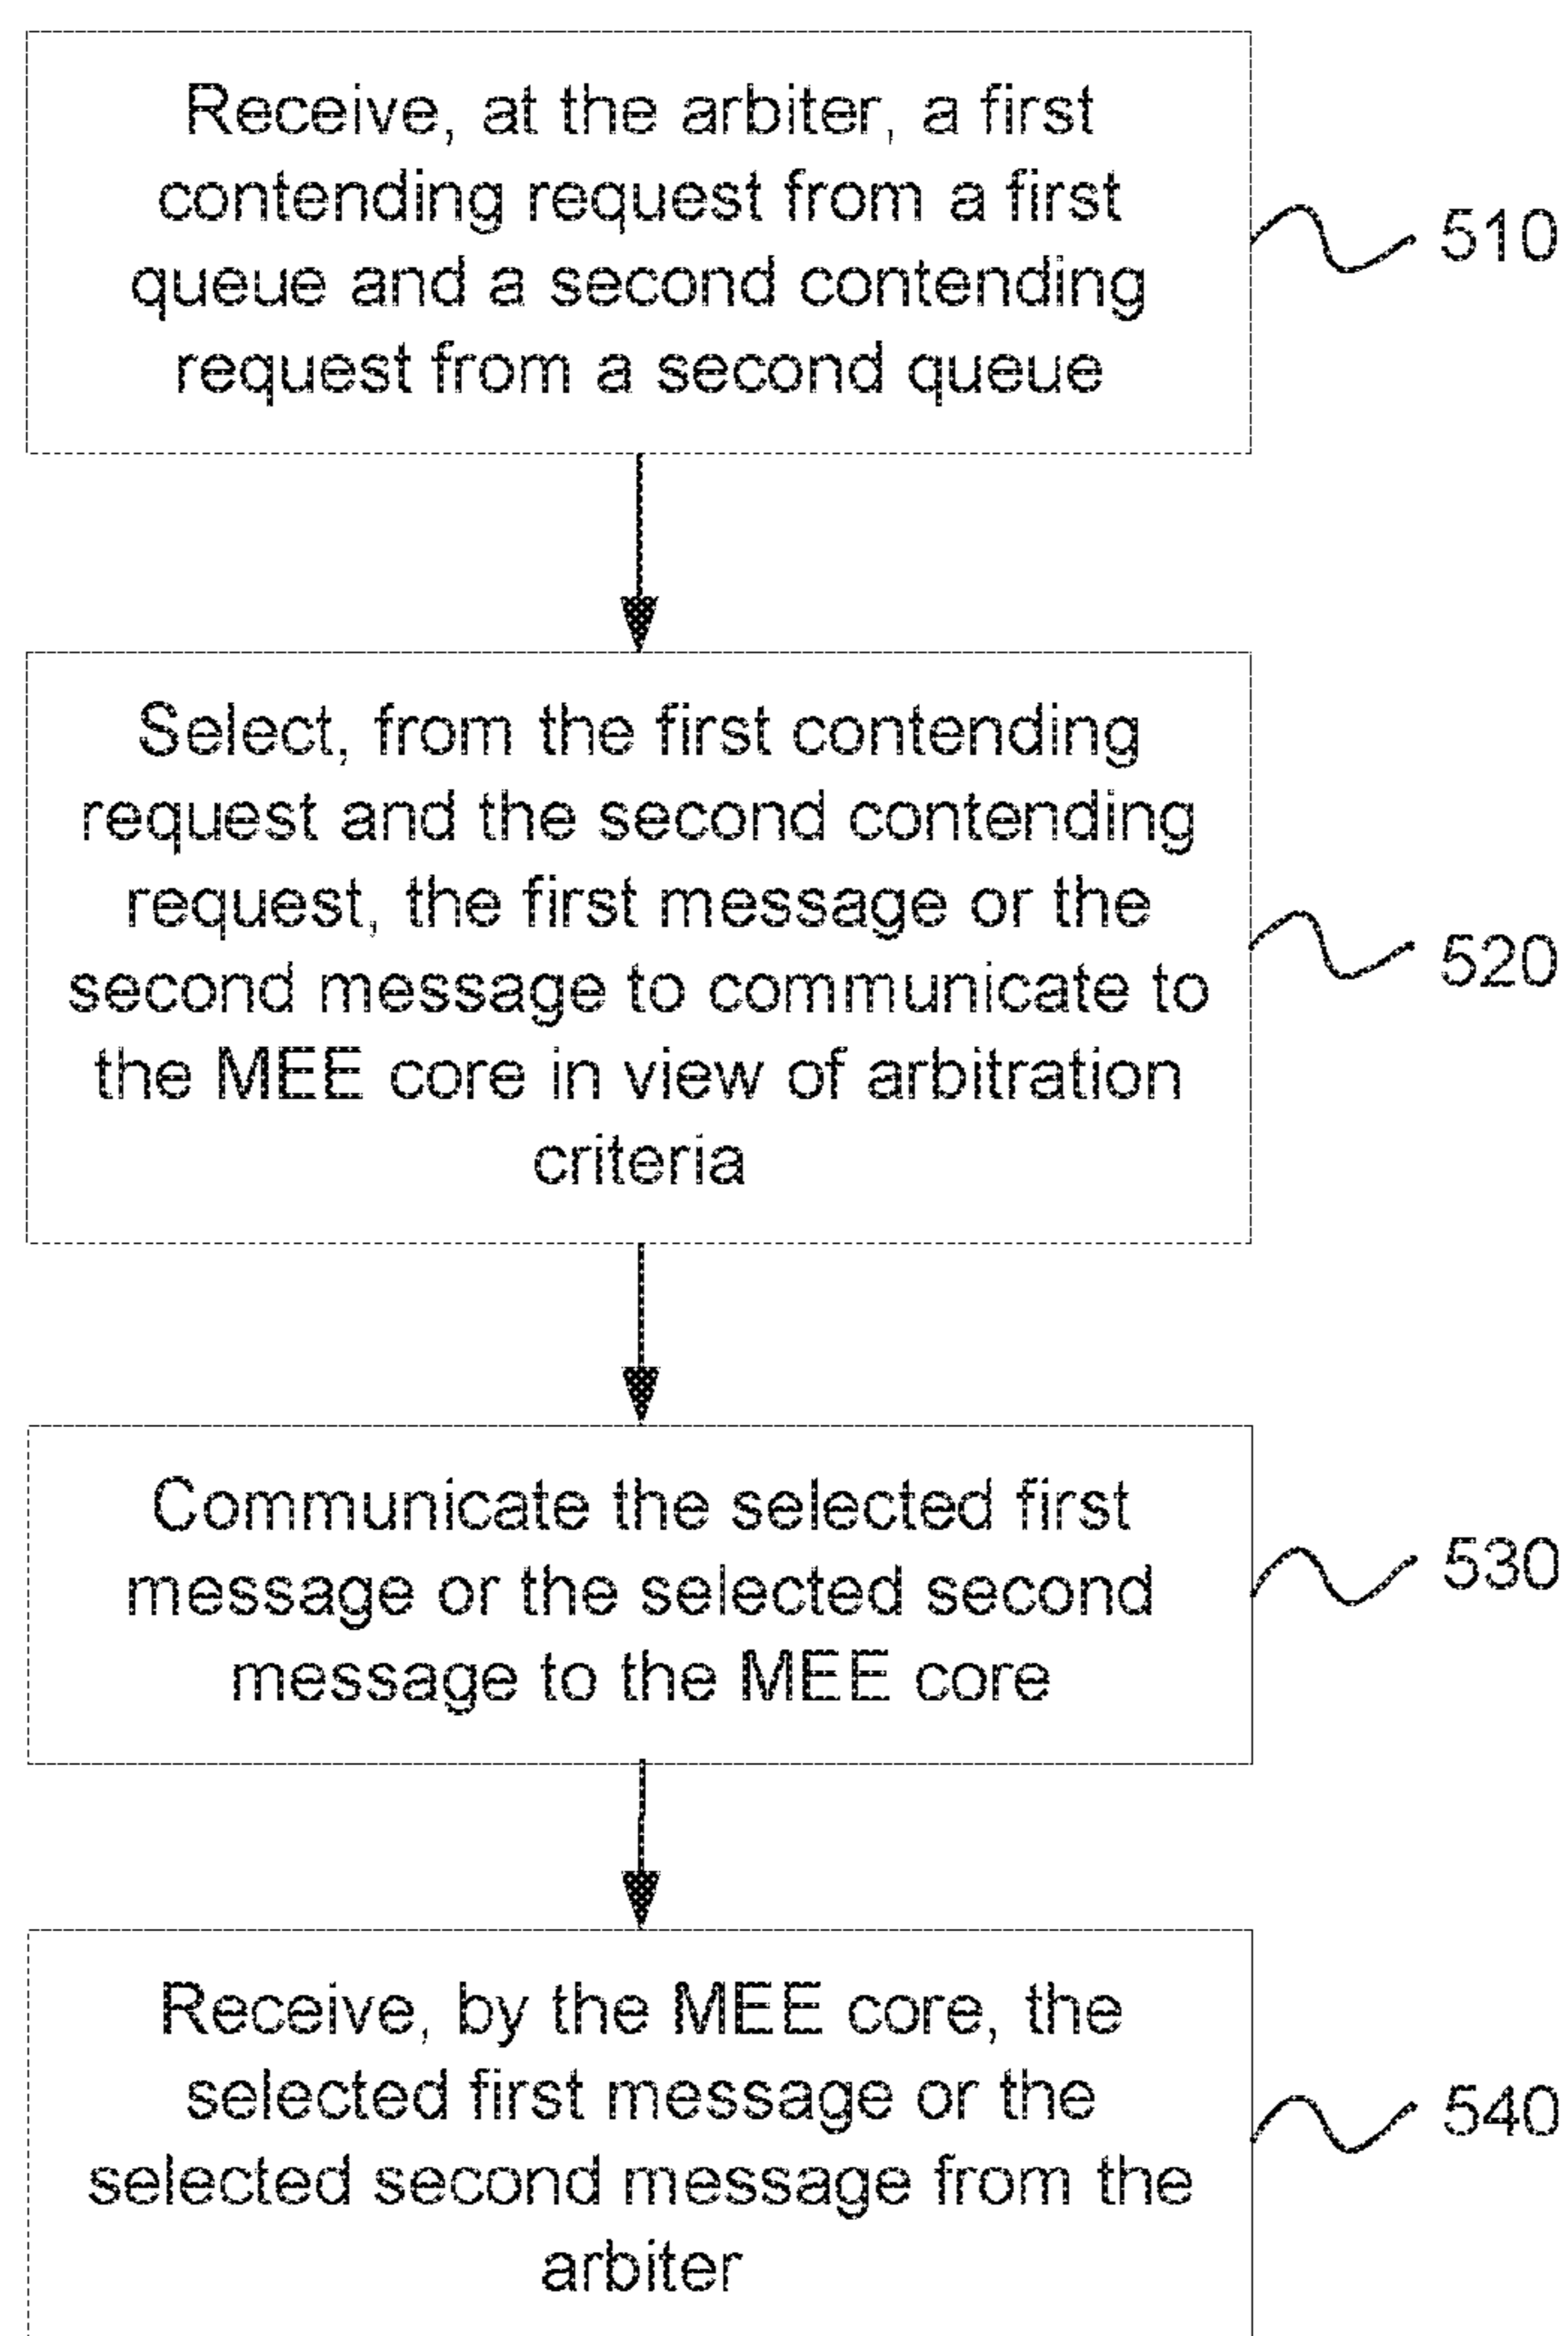 Receive, at the arbiter, a first
contending request from a first
queue and a second contending
request from a second queue
510
Select, from the first contending
request and the second contending
request, the first message or the
second message to communicate to
the MEE core in view of arbitration
criteria
520
Communicate the selected first
message or the selected second
message to the MEE core
530
Receive, by the MEE core, the
selected first message or the
selected second message from the
arbiter
540